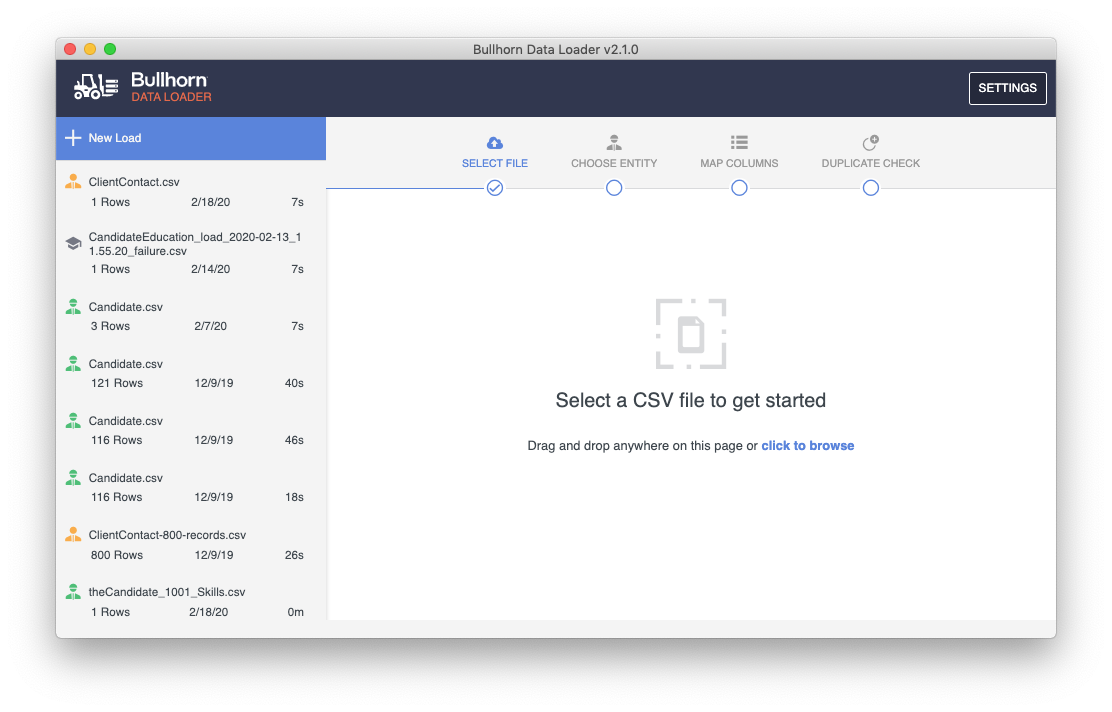 Bullhorn Data Loader v2.1.0
Bullhorn
DATA LOADER
SETTINGS
New Load
ClientContact.csv
1 Rows 2/18/20 7s
CandidateEducation_load_2020-02-13_1
1.55.20_failure.csv
1 Rows 2/14/20 7s
Candidate.csv
3 Rows 2/7/20 7s
Candidate.csv
121 Rows 12/9/19 40s
Candidate.csv
116 Rows 12/9/19 46s
Candidate.csv
116 Rows 12/9/19 18s
ClientContact-800-records.csv
800 Rows 12/9/19 26s
theCandidate_1001_Skills.csv
1 Rows 2/18/20 0m
SELECT FILE CHOOSE ENTITY MAP COLUMNS DUPLICATE CHECK
Select a CSV file to get started
Drag and drop anywhere on this page or click to browse